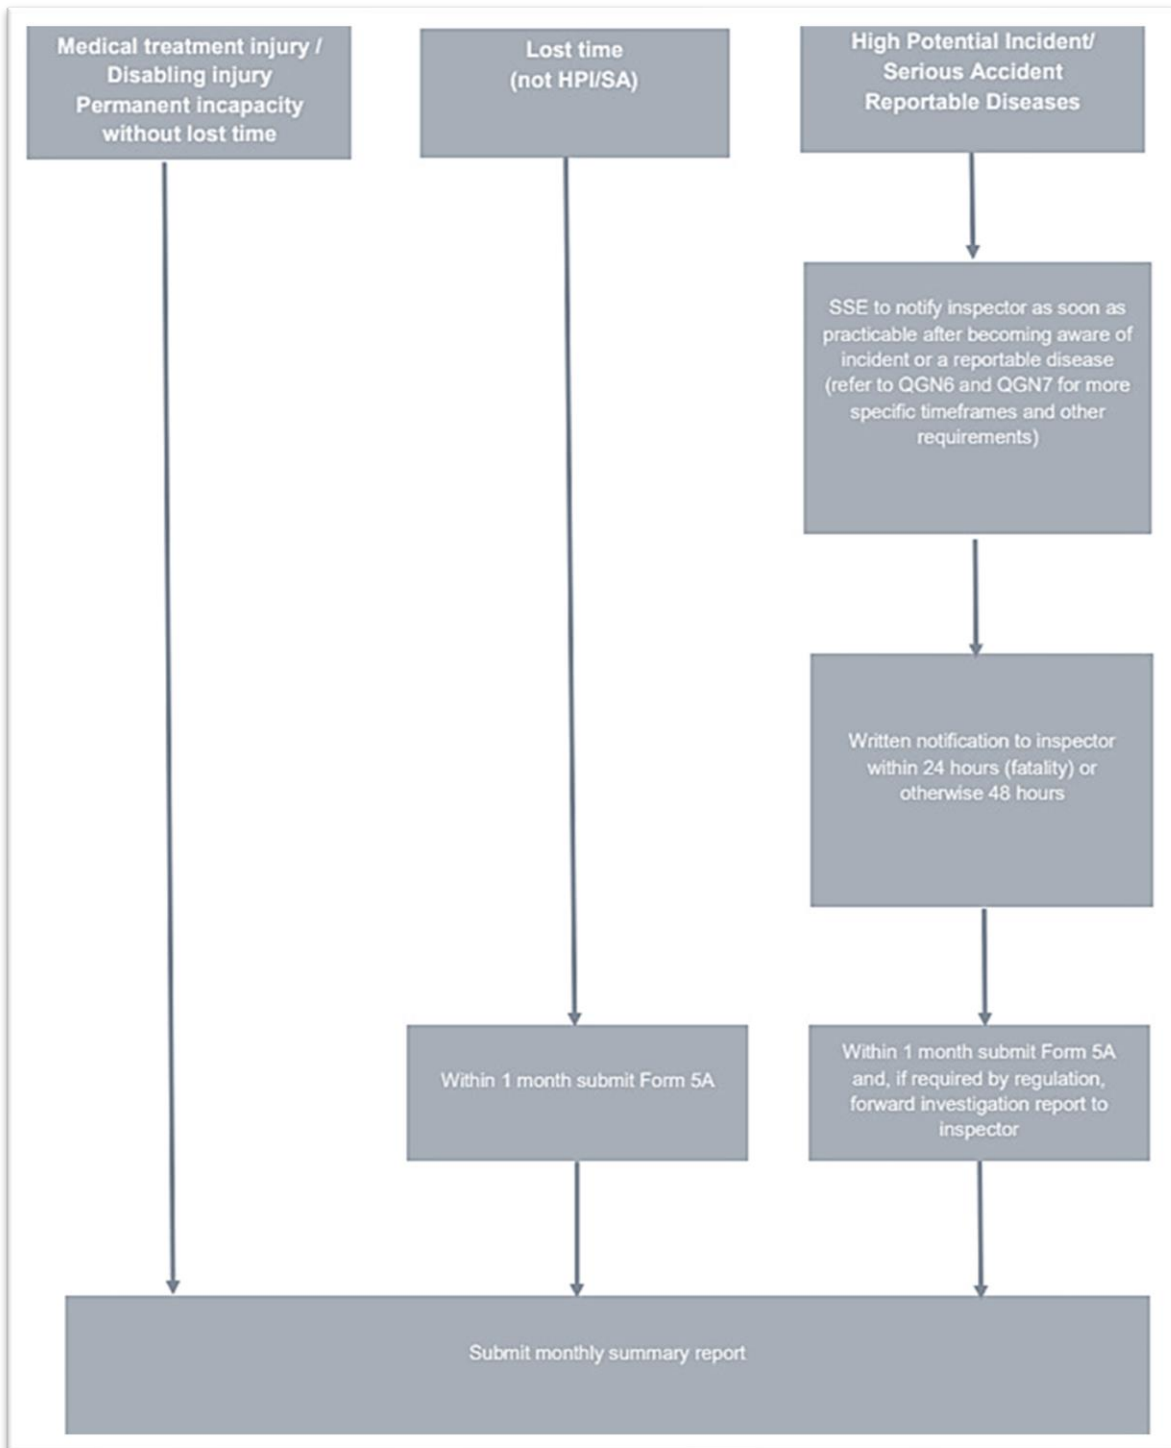 Medical treatment injury /
Disabling injury
Permanent incapacity
without lost time
Lost time
(not HPI/SA)
High Potential Incident/
Serious Accident
Reportable Diseases
SSE to notify inspector as soon as
practicable after becoming aware of
incident or a reportable disease
(refer to QGN6 and QGN7 for more
specific timeframes and other
requirements)
Written notification to inspector
within 24 hours (fatality) or
otherwise 48 hours
Within 1 month submit Form 5A
Within 1 month submit Form 5A
and, if required by regulation,
forward investigation report to
inspector
Submit monthly summary report